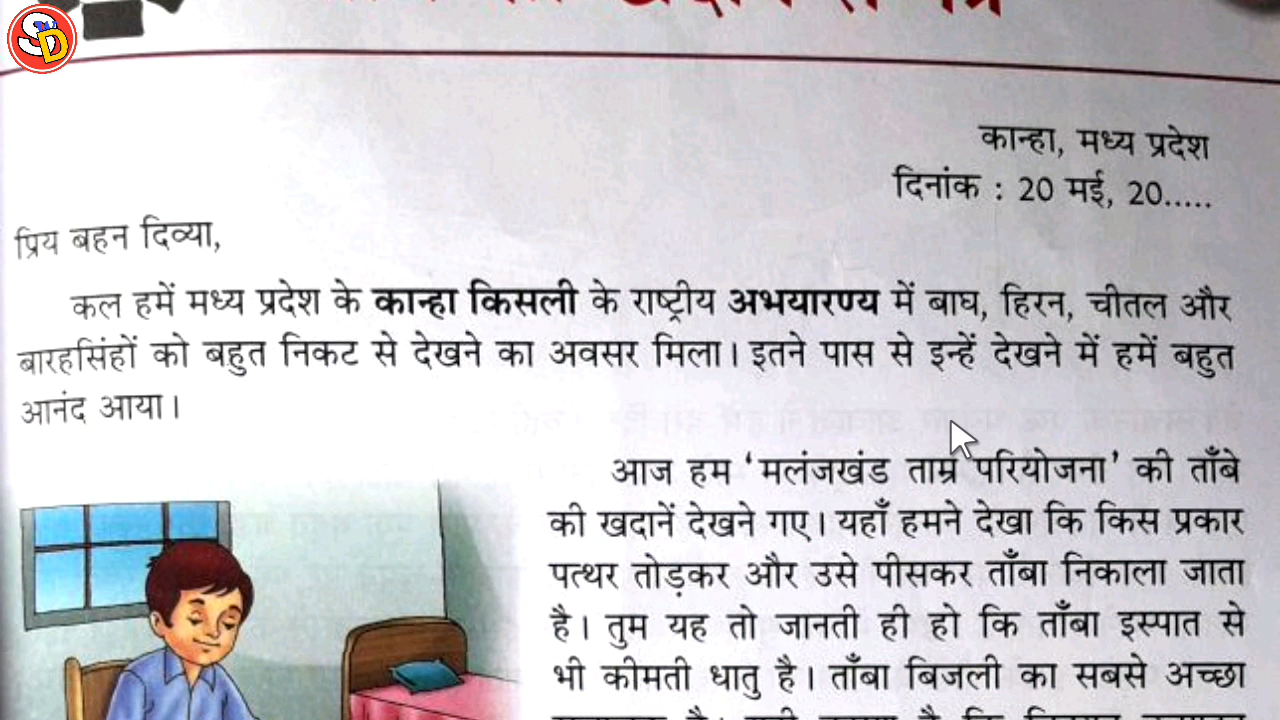 SD
कान्हा, मध्य प्रदेश
दिनांक : 20 मई, 20.....
प्रिय बहन दिव्या,
कल हमें मध्य प्रदेश के कान्हा किसली के राष्ट्रीय अभयारण्य में बाघ, हिरन, चीतल और
बारहसिंहों को बहुत निकट से देखने का अवसर मिला। इतने पास से इन्हें देखने में हमें बहुत
आनंद आया।
आज हम ‘मलंजखंड ताम्र परियोजना’ की ताँबे
की खदानें देखने गए। यहाँ हमने देखा कि किस प्रकार
पत्थर तोड़कर और उसे पीसकर ताँबा निकाला जाता
है। तुम यह तो जानती ही हो कि ताँबा इस्पात से
भी कीमती धातु है। ताँबा बिजली का सबसे अच्छा